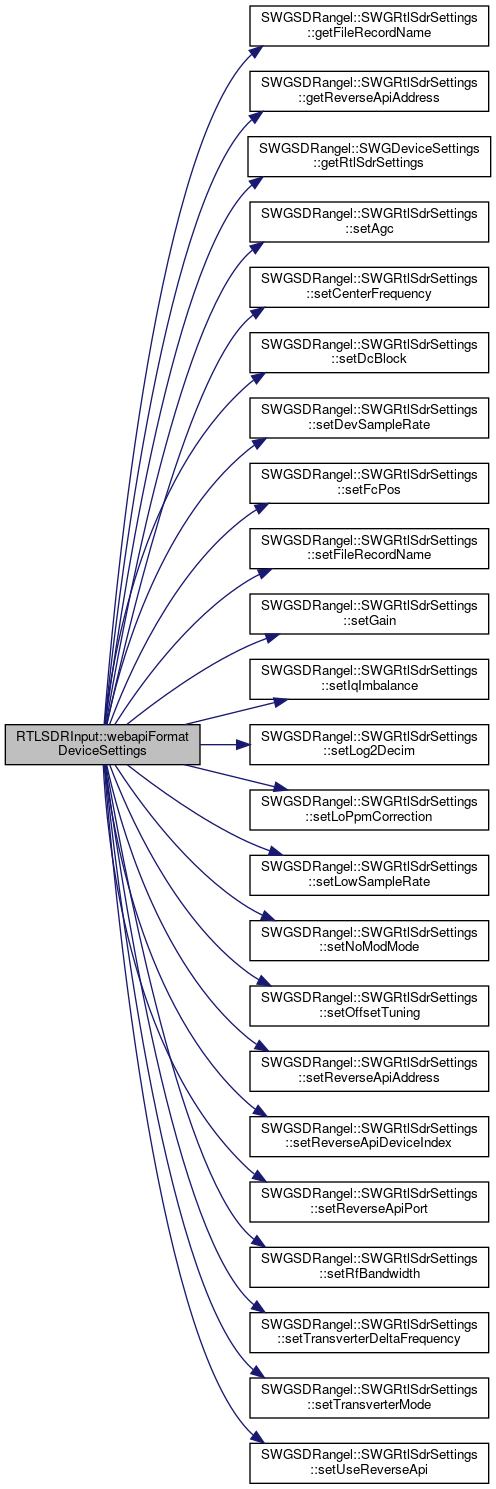 SWGSDRangel::SWGRtlSdrSettings
::getFileRecordName
SWGSDRangel::SWGRtlSdrSettings
::getReverseApiAddress
SWGSDRangel::SWGDeviceSettings
::getRtlSdrSettings
SWGSDRangel::SWGRtlSdrSettings
::setAgc
SWGSDRangel::SWGRtlSdrSettings
::setCenterFrequency
SWGSDRangel::SWGRtlSdrSettings
::setDcBlock
SWGSDRangel::SWGRtlSdrSettings
::setDevSampleRate
SWGSDRangel::SWGRtlSdrSettings
::setFcPos
SWGSDRangel::SWGRtlSdrSettings
::setFileRecordName
SWGSDRangel::SWGRtlSdrSettings
::setGain
SWGSDRangel::SWGRtlSdrSettings
::setIqImbalance
RTLSDRInput::webapiFormat
DeviceSettings
SWGSDRangel::SWGRtlSdrSettings
::setLog2Decim
SWGSDRangel::SWGRtlSdrSettings
::setLoPpmCorrection
SWGSDRangel::SWGRtlSdrSettings
::setLowSampleRate
SWGSDRangel::SWGRtlSdrSettings
::setNoModMode
SWGSDRangel::SWGRtlSdrSettings
::setOffsetTuning
SWGSDRangel::SWGRtlSdrSettings
::setReverseApiAddress
SWGSDRangel::SWGRtlSdrSettings
::setReverseApiDeviceIndex
SWGSDRangel::SWGRtlSdrSettings
::setReverseApiPort
SWGSDRangel::SWGRtlSdrSettings
::setRfBandwidth
SWGSDRangel::SWGRtlSdrSettings
::setTransverterDeltaFrequency
SWGSDRangel::SWGRtlSdrSettings
::setTransverterMode
SWGSDRangel::SWGRtlSdrSettings
::setUseReverseApi